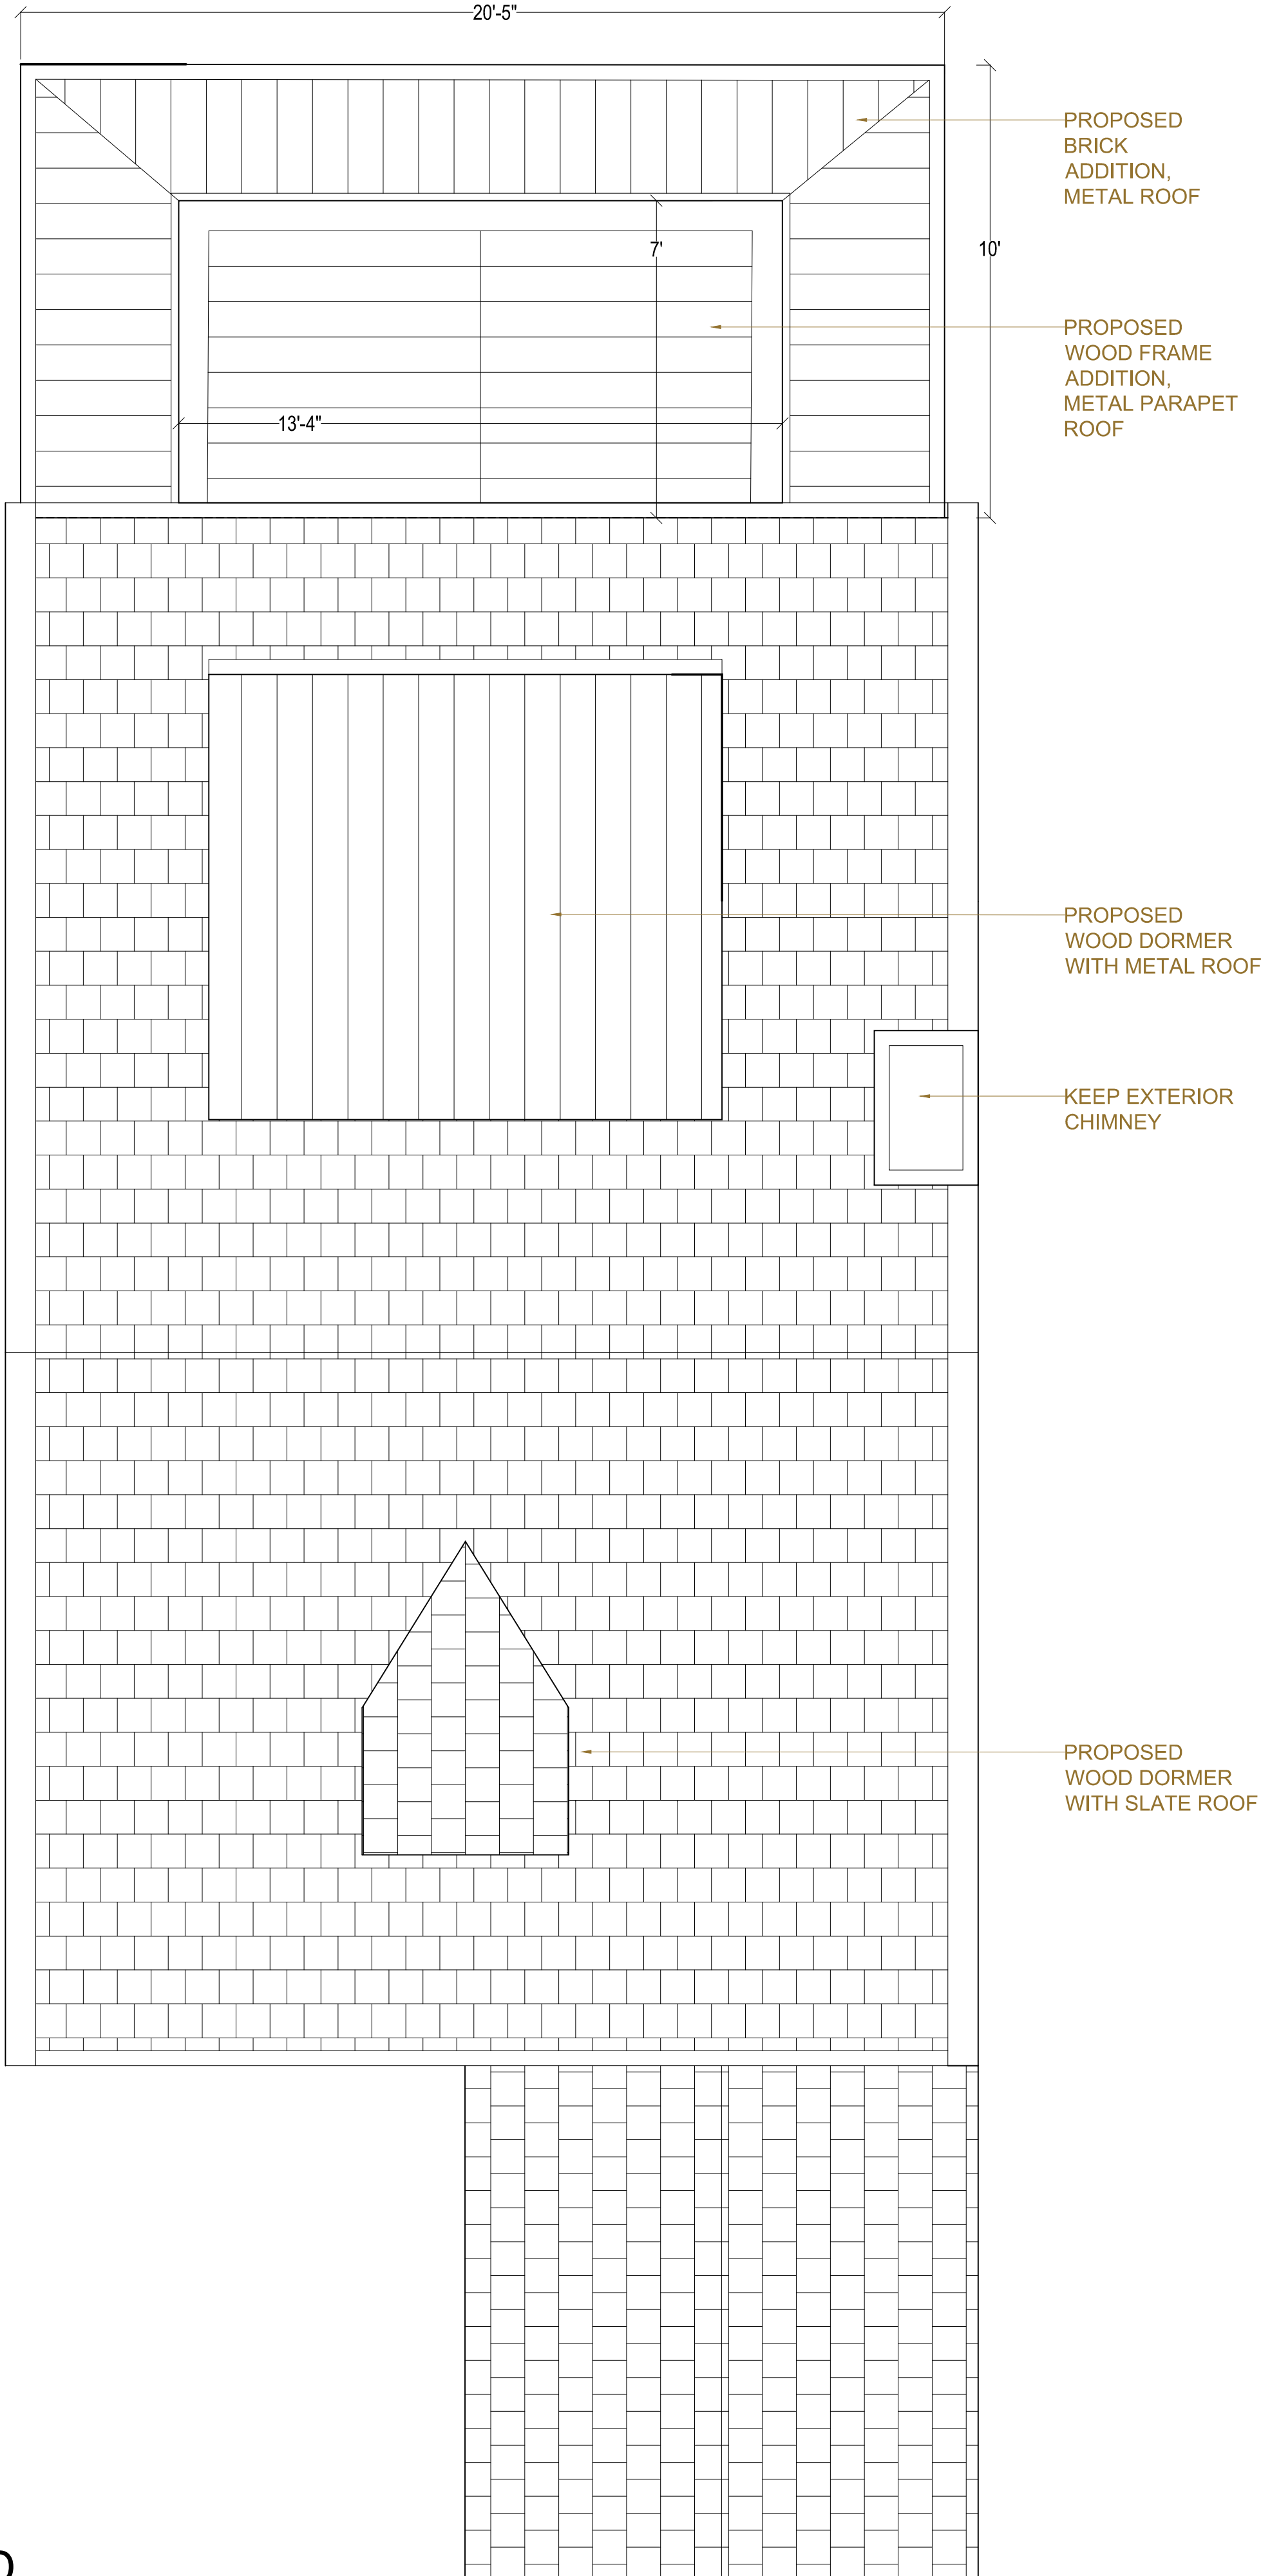 20'-5"
PROPOSED
BRICK
ADDITION,
METAL ROOF
7'
10'
PROPOSED
WOOD FRAME
ADDITION,
METAL PARAPET
ROOF
13'-4"
PROPOSED
WOOD DORMER
WITH METAL ROOF
KEEP EXTERIOR
CHIMNEY
PROPOSED
WOOD DORMER
WITH SLATE ROOF